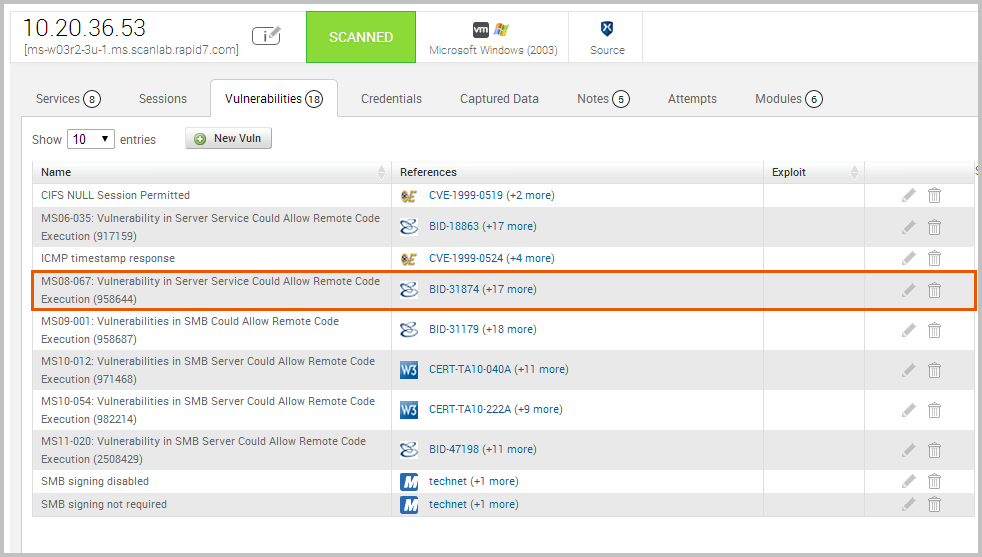 10.20.36.53
[ms-w03r2-3u-1.ms.scanlab.rapid7.com]
i
SCANNED
vm
Microsoft Windows (2003)
Source
Services 8
Sessions
Vulnerabilities 18
Credentials
Captured Data
Notes 5
Attempts
Modules 6
Show 10 entries
New Vuln
Name References Exploit
CIFS NULL Session Permitted CVE-1999-0519 (+2 more)
MS06-035: Vulnerability in Server Service Could Allow Remote Code
Execution (917159)
BID-18863 (+17 more)
ICMP timestamp response CVE-1999-0524 (+4 more)
MS08-067: Vulnerability in Server Service Could Allow Remote Code
Execution (958644)
BID-31874 (+17 more)
MS09-001: Vulnerabilities in SMB Could Allow Remote Code
Execution (958687)
BID-31179 (+18 more)
MS10-012: Vulnerabilities in SMB Server Could Allow Remote Code
Execution (971468)
W3 CERT-TA10-040A (+11 more)
MS10-054: Vulnerabilities in SMB Server Could Allow Remote Code
Execution (982214)
W3 CERT-TA10-222A (+9 more)
MS11-020: Vulnerability in SMB Server Could Allow Remote Code
Execution (2508429)
BID-47198 (+11 more)
SMB signing disabled M technet (+1 more)
SMB signing not required M technet (+1 more)